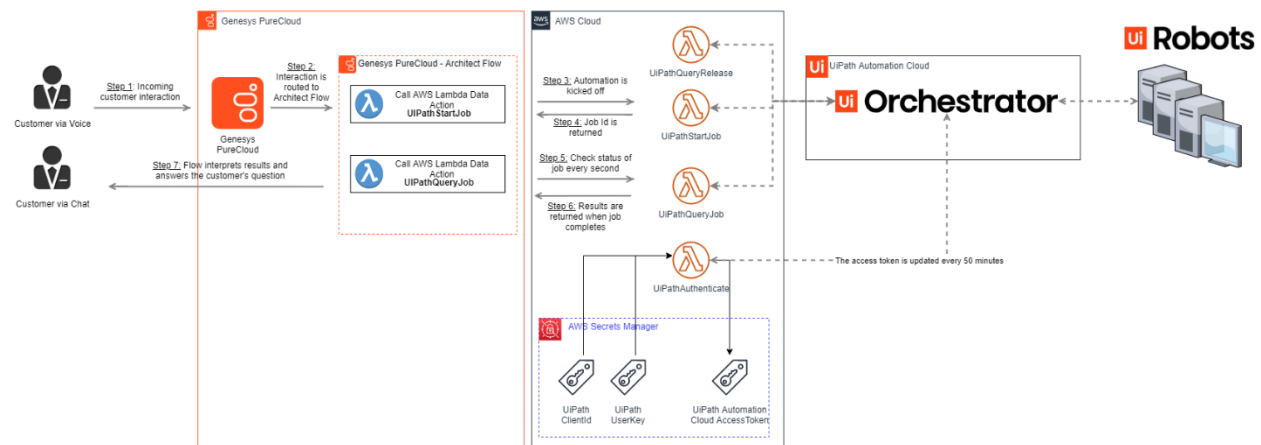 Genesys PureCloud
aws
AWS Cloud
Ui Robots
Step 1: Incoming
customer interaction
Customer via Voice
Genesys
PureCloud
Step 2:
Interaction is
routed to
Architect Flow
Genesys PureCloud - Architect Flow
Call AWS Lambda Data
Action
UIPathStartJob
Call AWS Lambda Data
Action
UIPathQueryJob
Step 7: Flow interprets results and
answers the customer's question
Customer via Chat
Step 3: Automation is
kicked off
Step 4: Job Id is
returned
Step 5: Check status of
job every second
Step 6: Results are
returned when job
completes
UiPathQueryRelease
UiPathStartJob
UiPathQueryJob
UiPathAuthenticate
Ui
UiPath Automation Cloud
Ui Orchestrator
The access token is updated every 50 minutes
AWS Secrets Manager
UiPath
ClientId
UiPath
UserKey
UiPath Automation
Cloud AccessToken